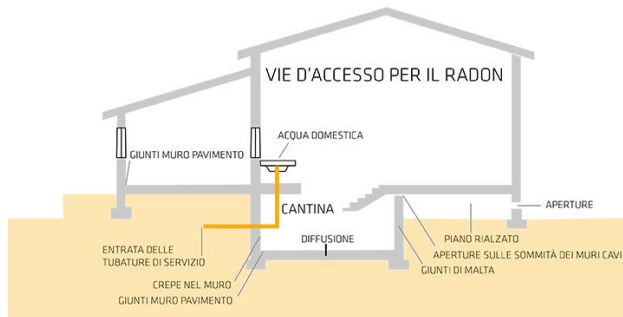 VIE D'ACCESSO PER IL RADON
ACQUA DOMESTICA
GIUNTI MURO PAVIMENTO
CANTINA
APERTURE
DIFFUSIONE
PIANO RIALZATO
ENTRATA DELLE
TUBATURE DI SERVIZIO
APERTURE SULLE SOMMITÀ DEI MURI CAVI
GIUNTI DI MALTA
CREPE NEL MURO
GIUNTI MURO PAVIMENTO